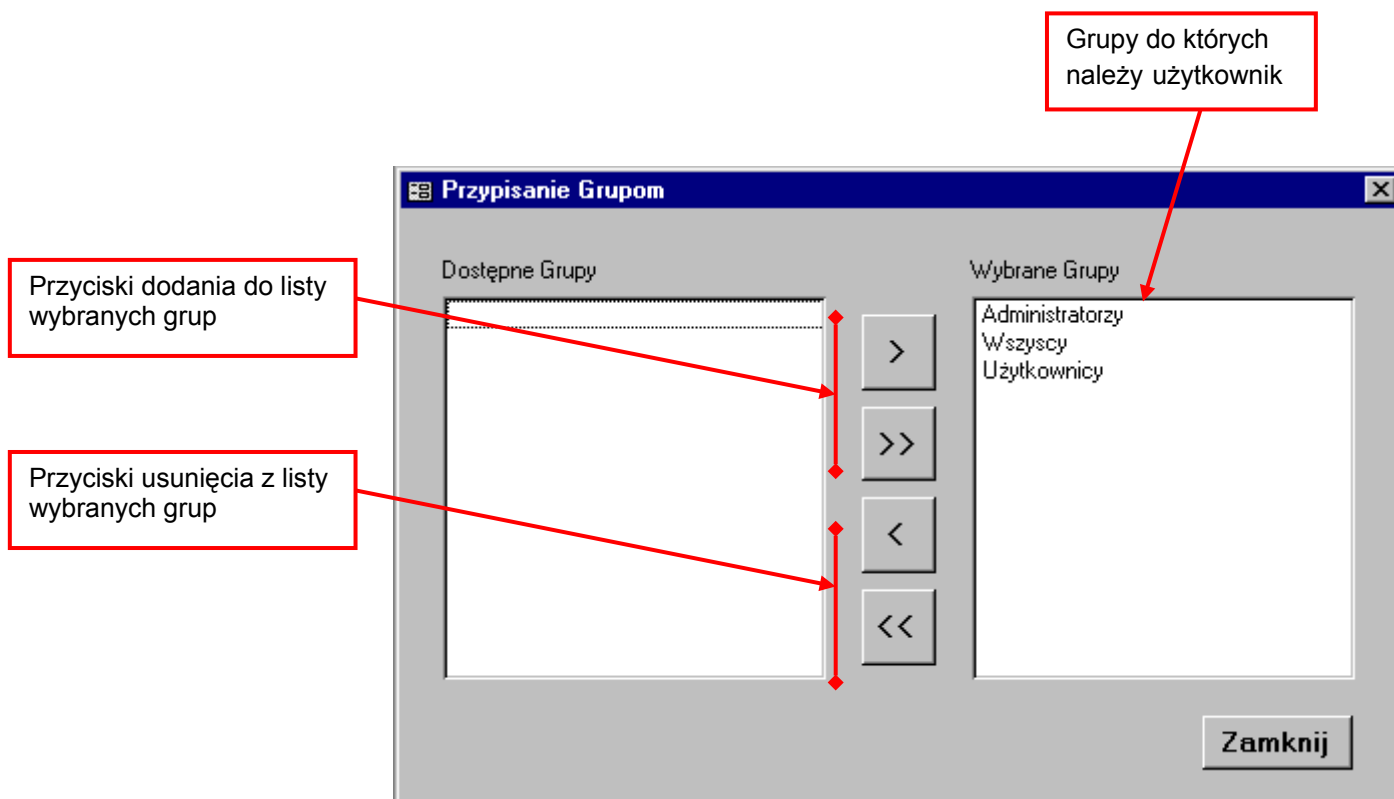 Grupy do których
należy użytkownik
Przypisanie Grupom
Przyciski dodania do listy
wybranych grup
Dostępne Grupy
Wybrane Grupy
Administratorzy
Wszyscy
Użytkownicy
>
>>
Przyciski usunięcia z listy
wybranych grup
<
<<
Zamknij